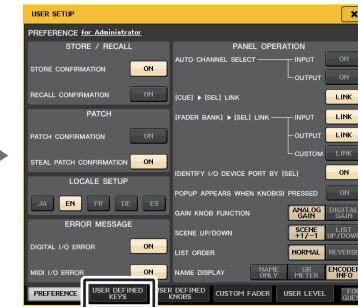 USER SETUP
PREFERENCE for Administrator
STORE / RECALL
STORE CONFIRMATION ON
RECALL CONFIRMATION ON
PATCH
PATCH CONFIRMATION ON
STEAL PATCH CONFIRMATION ON
LOCALE SETUP
JA EN FR DE ES
ERROR MESSAGE
DIGITAL I/O ERROR ON
MIDI I/O ERROR ON
PANEL OPERATION
AUTO CHANNEL SELECT INPUT ON
OUTPUT ON
[CUE] ▶ [SEL] LINK LINK
[FADER BANK] ▶ [SEL] LINK INPUT LINK
OUTPUT LINK
CUSTOM LINK
IDENTIFY I/O DEVICE PORT BY [SEL] ON
POPUP APPEARS WHEN KNOB(S) PRESSED ON
GAIN KNOB FUNCTION ANALOG GAIN DIGITAL GAIN
SCENE UP/DOWN SCENE +1/-1 LIST UP/DOWN
LIST ORDER NORMAL REVERSE
NAME DISPLAY NAME ONLY GR METER ENCODER INFO
PREFERENCE USER DEFINED KEYS USER DEFINED KNOBS CUSTOM FADER USER LEVEL